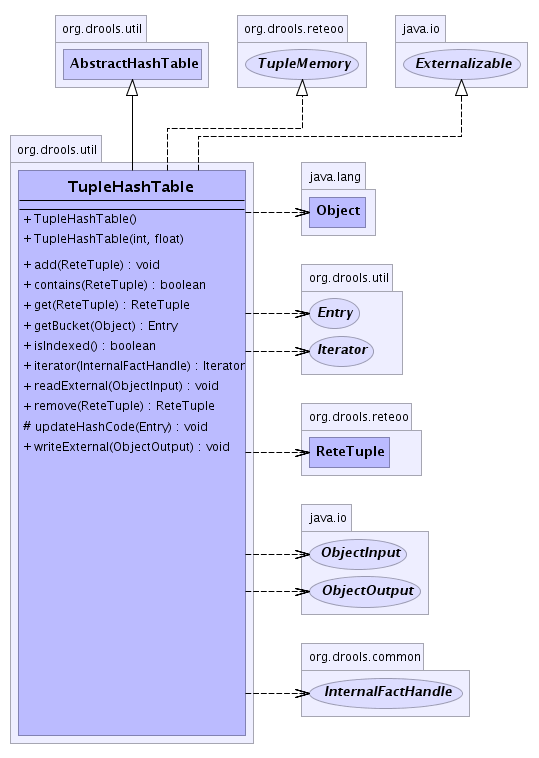 org.drools.util
AbstractHashTable
org.drools.reteoo
TupleMemory
java.io
Externalizable
org.drools.util
TupleHashTable
+ TupleHashTable()
+ TupleHashTable(int, float)
+ add(ReteTuple) : void
+ contains(ReteTuple) : boolean
+ get(ReteTuple) : ReteTuple
+ getBucket(Object) : Entry
+ isIndexed() : boolean
+ iterator(InternalFactHandle) : Iterator
+ readExternal(ObjectInput) : void
+ remove(ReteTuple) : ReteTuple
# updateHashCode(Entry) : void
+ writeExternal(ObjectOutput) : void
java.lang
Object
org.drools.util
Entry
Iterator
org.drools.reteoo
ReteTuple
java.io
ObjectInput
ObjectOutput
org.drools.common
InternalFactHandle